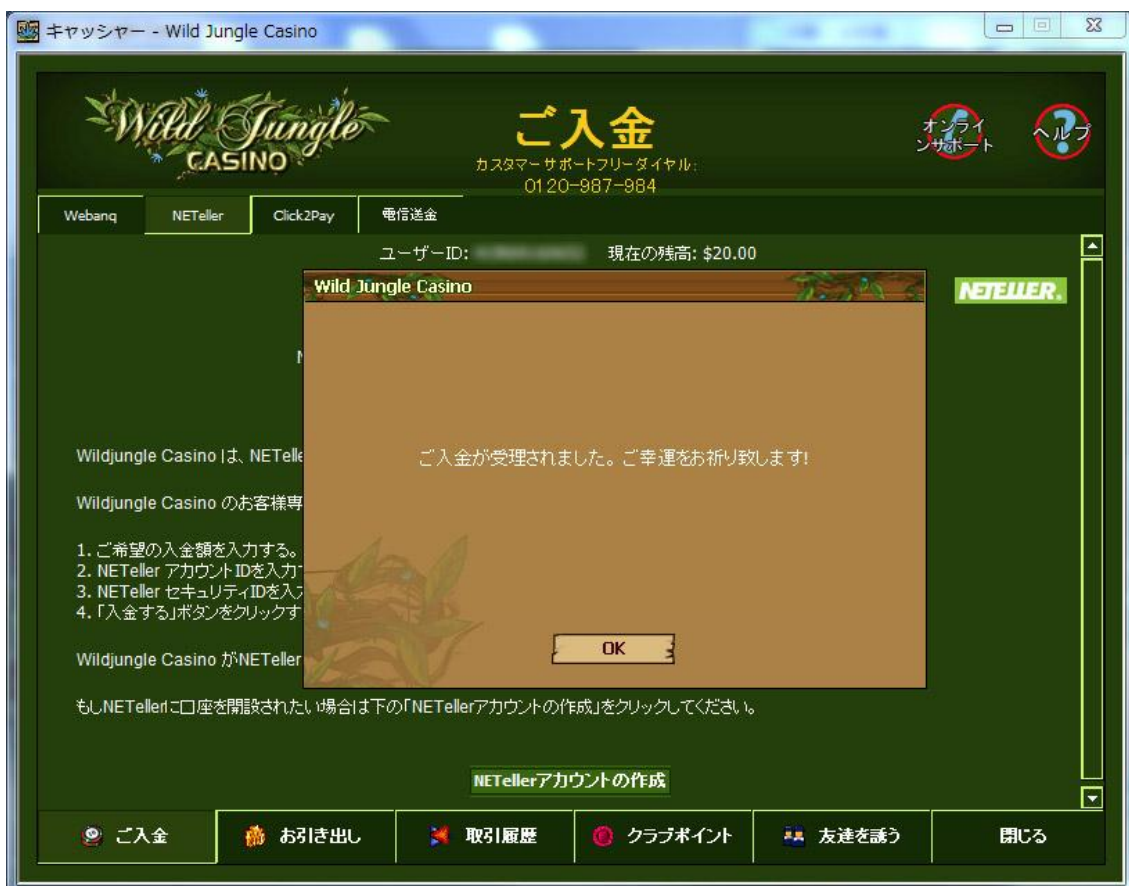 キャッシャー - Wild Jungle Casino
Wild Jungle
CASINO
ご入金
カスタマーサポートフリーダイヤル:
0120-987-984
オンライ
ンサポート
ヘルプ
Webanq NETeller Click2Pay 電信送金
ユーザーID: 現在の残高: $20.00
Wild Jungle Casino
NETELLER.
N
Wildjungle Casino は、NETelle
ご入金が受理されました。ご幸運をお祈り致します!
Wildjungle Casino のお客様専
1. ご希望の入金額を入力する。
2. NETeller アカウントIDを入力
3. NETeller セキュリティIDを入
4. 「入金する」ボタンをクリックす
OK
Wildjungle Casino がNETeller
もしNETellerに口座を開設されたい場合は下の「NETellerアカウントの作成」をクリックしてください。
NETellerアカウントの作成
ご入金 お引き出し 取引履歴 クラブポイント 友達を誘う 閉じる